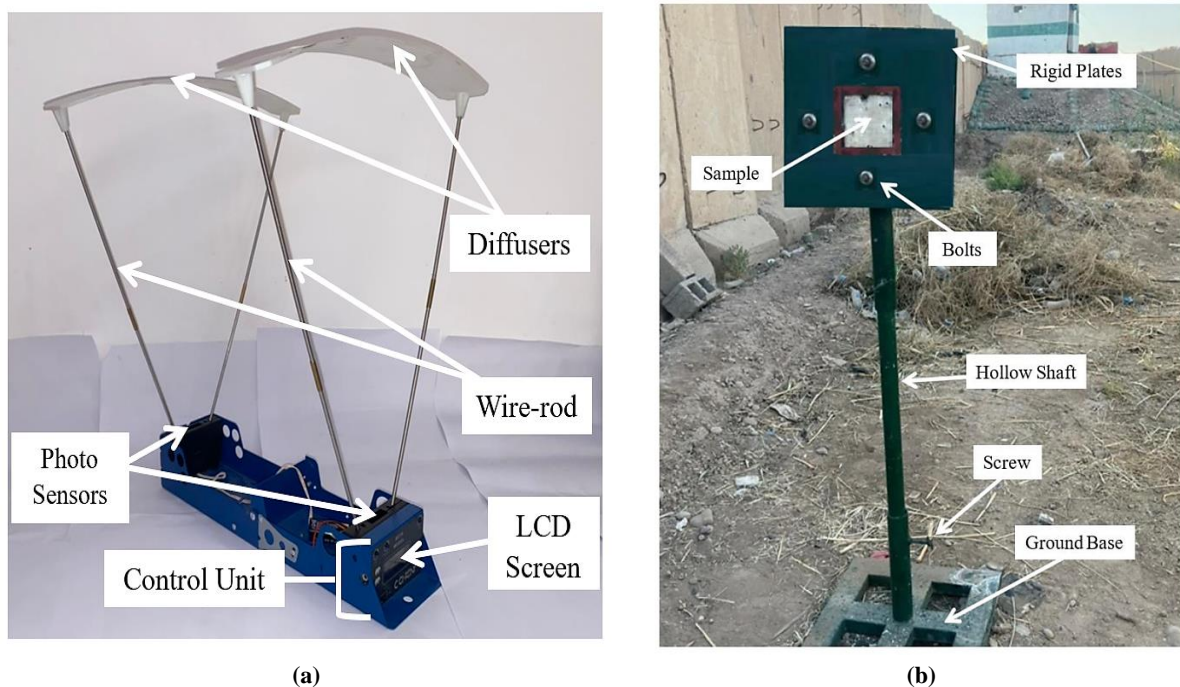 Diffusers
Wire-rod
Photo
Sensors
LCD
Screen
Control Unit
(a)
Rigid Plates
Sample
Bolts
Hollow Shaft
Screw
Ground Base
(b)